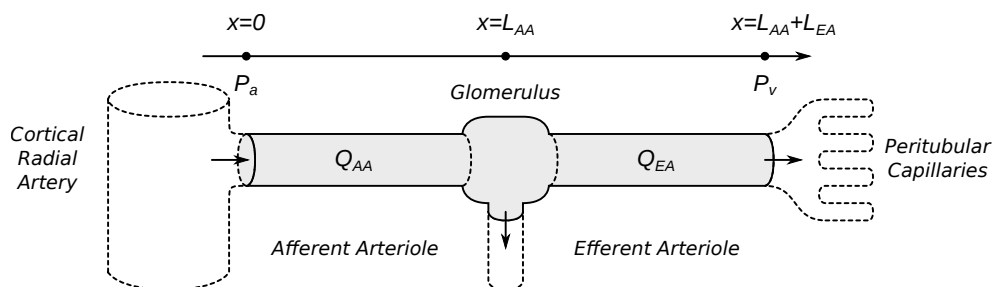 x=0
x=L_AA
x=L_AA+L_EA
P_a
P_v
Glomerulus
Cortical
Radial
Artery
Q_AA
Q_EA
Peritubular
Capillaries
Afferent Arteriole
Efferent Arteriole